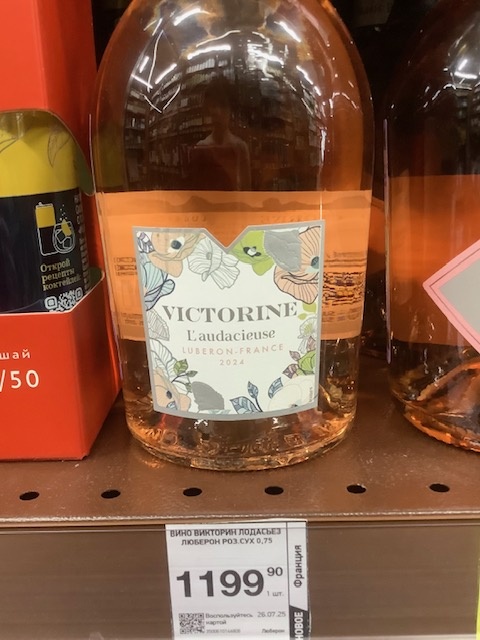 Открой
рецепты
коктейлей
шай
/50
VICTORINE
L'audacieuse
LUBERON-FRANCE
2024
ВИНО ВИКТОРИН ЛОДАСЬЕЗ
ЛЮБЕРОН РОЗ.СУХ 0,75
1199 90
1 шт.
Франция
Воспользуйтесь
картой
26.07.25
Люберон
НОВОЕ